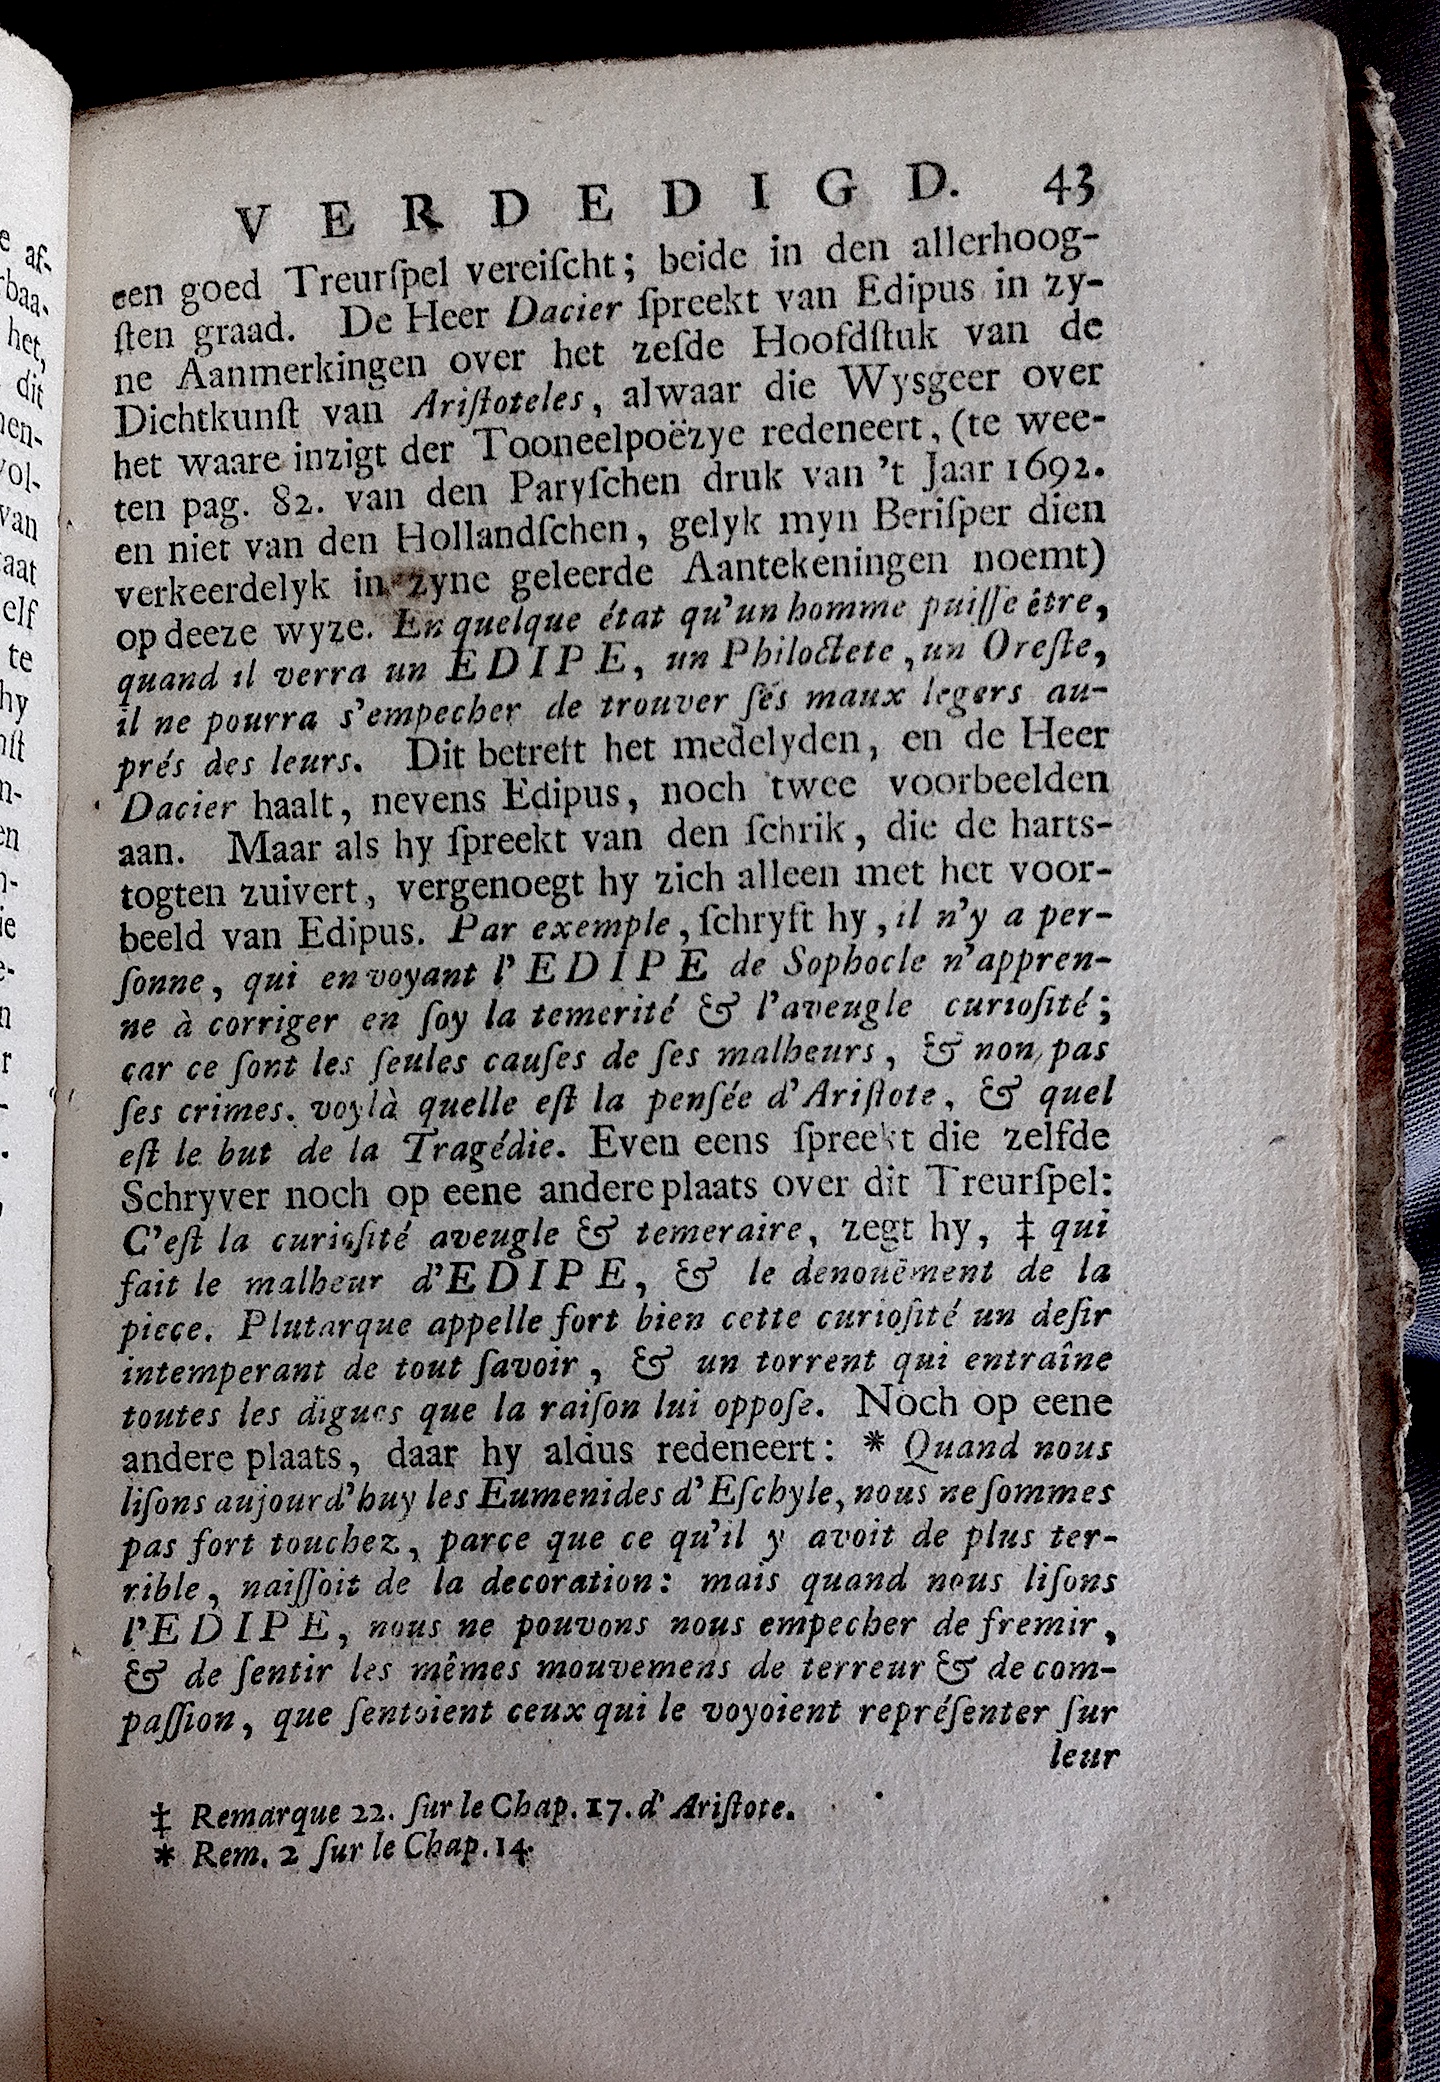 VERDEDIGD. 43
een goed Treurſpel vereiſcht; beide in den allerhoog-
ſten graad. De Heer Dacier ſpreekt van Edipus in zy-
ne Aanmerkingen over het zeſde Hoofdſtuk van de
Dichtkunſt van Ariſtoteles, alwaar die Wysgeer over
het waare inzigt der Tooneelpoëzye redeneert, (te wee-
ten pag. 82. van den Paryſchen druk van 't Jaar 1692.
en niet van den Hollandſchen, gelyk myn Beriſper dien
verkeerdelyk in zyne geleerde Aantekeningen noemt)
op deeze wyze. En quelque état qu'un homme puiſſe être,
quand il verra un EDIPE, un Philoctete, un Oreſte,
il ne pourra s'empecher de trouver ſés maux legers au-
prés des leurs. Dit betreft het medelyden, en de Heer
Dacier haalt, nevens Edipus, noch twee voorbeelden
aan. Maar als hy ſpreekt van den ſchrik, die de harts-
togten zuivert, vergenoegt hy zich alleen met het voor-
beeld van Edipus. Par exemple, ſchryft hy, il n'y a per-
ſonne, qui en voyant l'EDIPE de Sophocle n'appren-
ne à corriger en ſoy la temerité & l'aveugle curioſité;
car ce ſont les ſeules cauſes de ſes malheurs, & non pas
ſes crimes. voylà quelle eſt la penſée d'Ariſtote, & quel
eſt le but de la Tragédie. Even eens ſpreekt die zelfde
Schryver noch op eene andere plaats over dit Treurſpel:
C'eſt la curioſité aveugle & temeraire, zegt hy, ‡ qui
fait le malheur d'EDIPE, & le denouëment de la
piece. Plutarque appelle fort bien cette curioſité un deſir
intemperant de tout ſavoir, & un torrent qui entraîne
toutes les digues que la raiſon lui oppoſe. Noch op eene
andere plaats, daar hy aldus redeneert: * Quand nous
liſons aujourd'huy les Eumenides d'Eſchyle, nous ne ſommes
pas fort touchez, parce que ce qu'il y avoit de plus ter-
rible, naiſſoit de la decoration: mais quand nous liſons
l'EDIPE, nous ne pouvons nous empecher de fremir,
& de ſentir les mêmes mouvemens de terreur & de com-
paſſion, que ſentoient ceux qui le voyoient repréſenter ſur
leur
‡ Remarque 22. ſur le Chap. 17. d'Ariſtote.
* Rem. 2 ſur le Chap. 14.